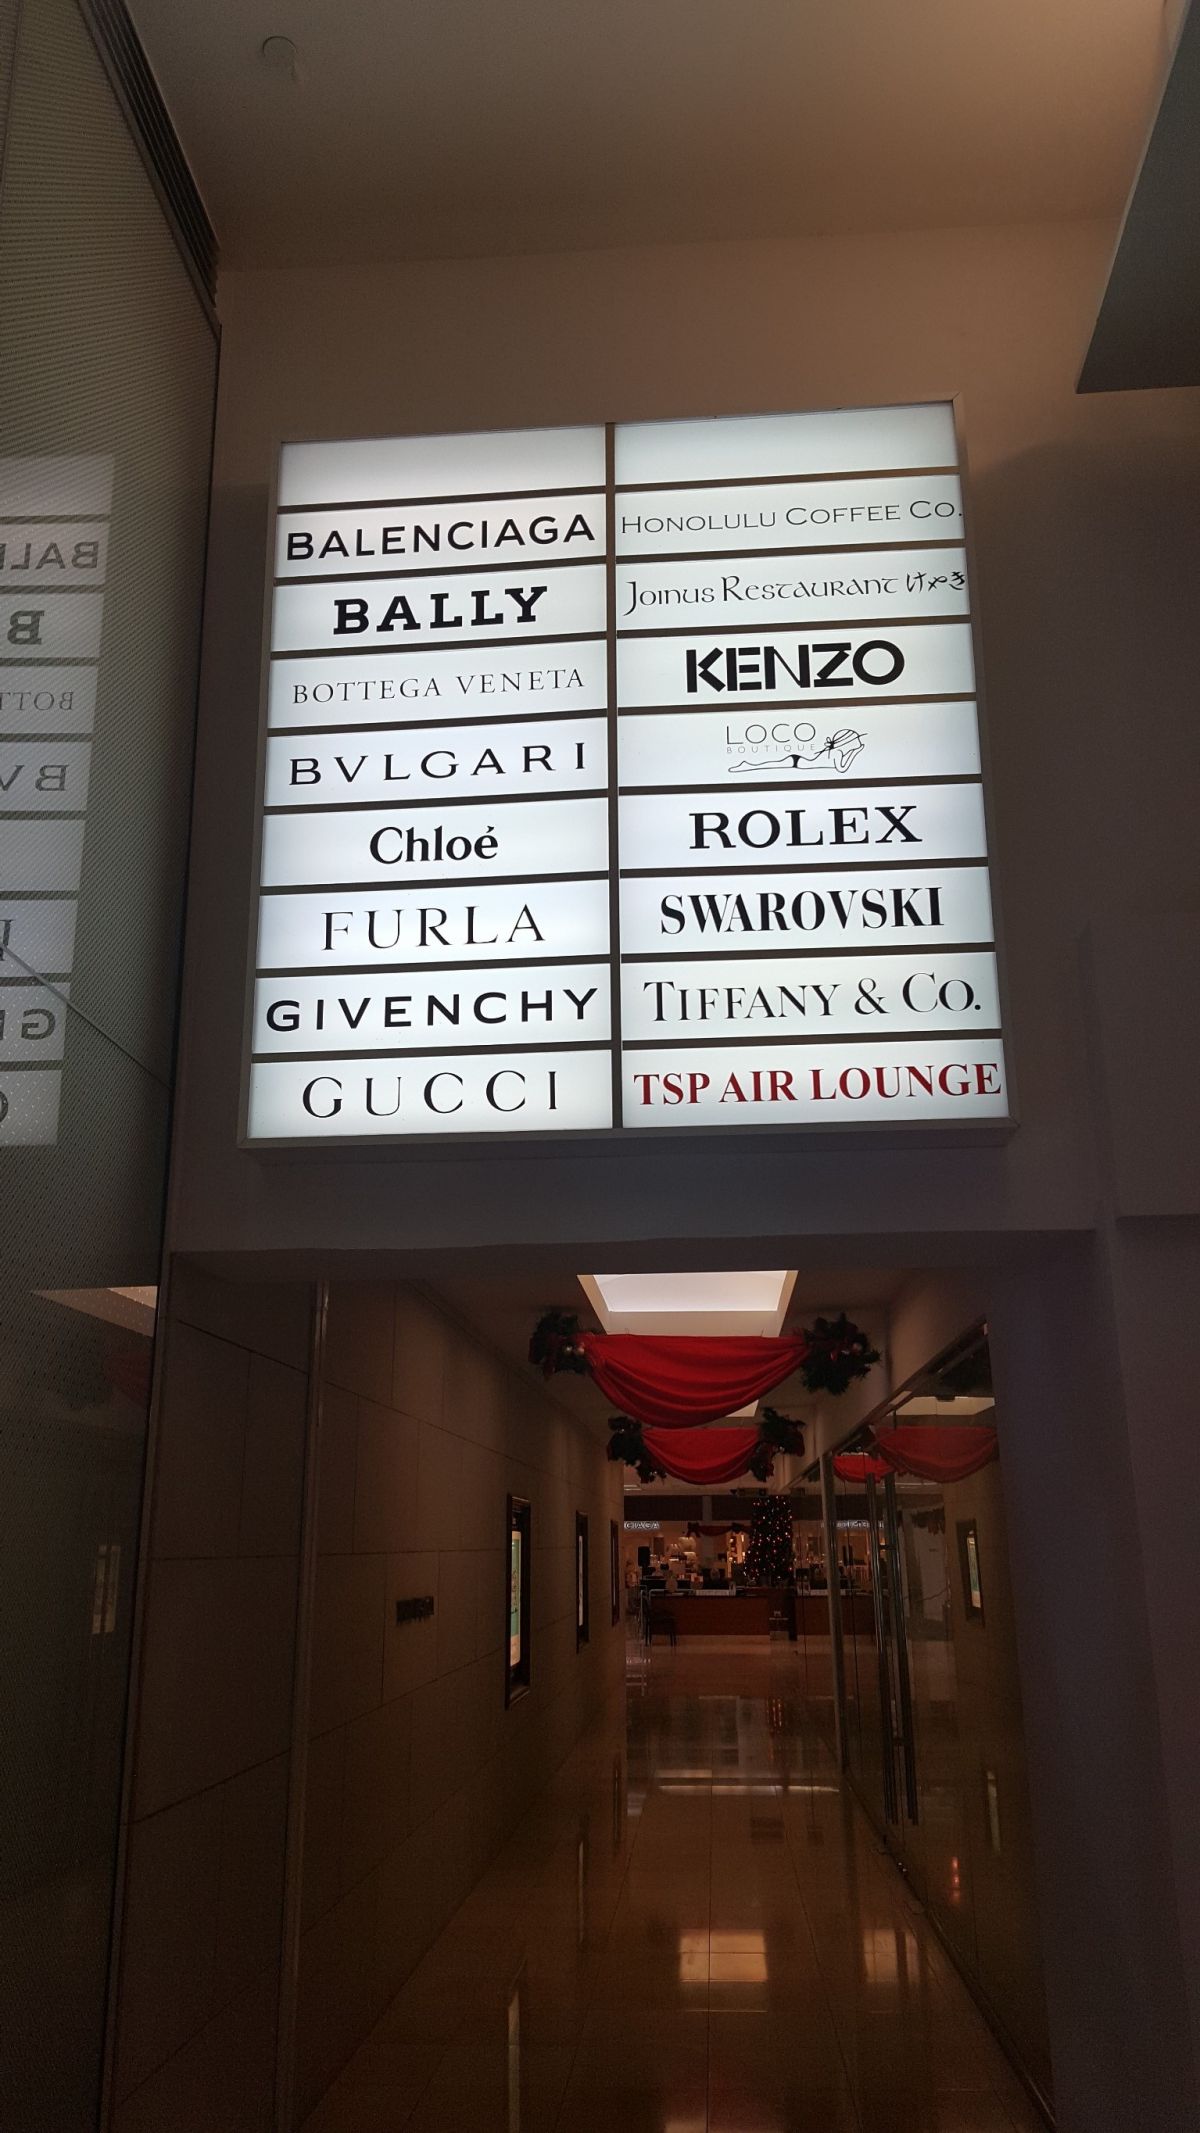 BALENCIAGA
BALLY
BOTTEGA VENETA
BVLGARI
Chloé
FURLA
GIVENCHY
GUCCI
HONOLULU COFFEE CO.
JOINUS RESTAURANT けやき
KENZO
LOCO
BOUTIQUE
ROLEX
SWAROVSKI
TIFFANY & CO.
TSP AIR LOUNGE
CIAGA